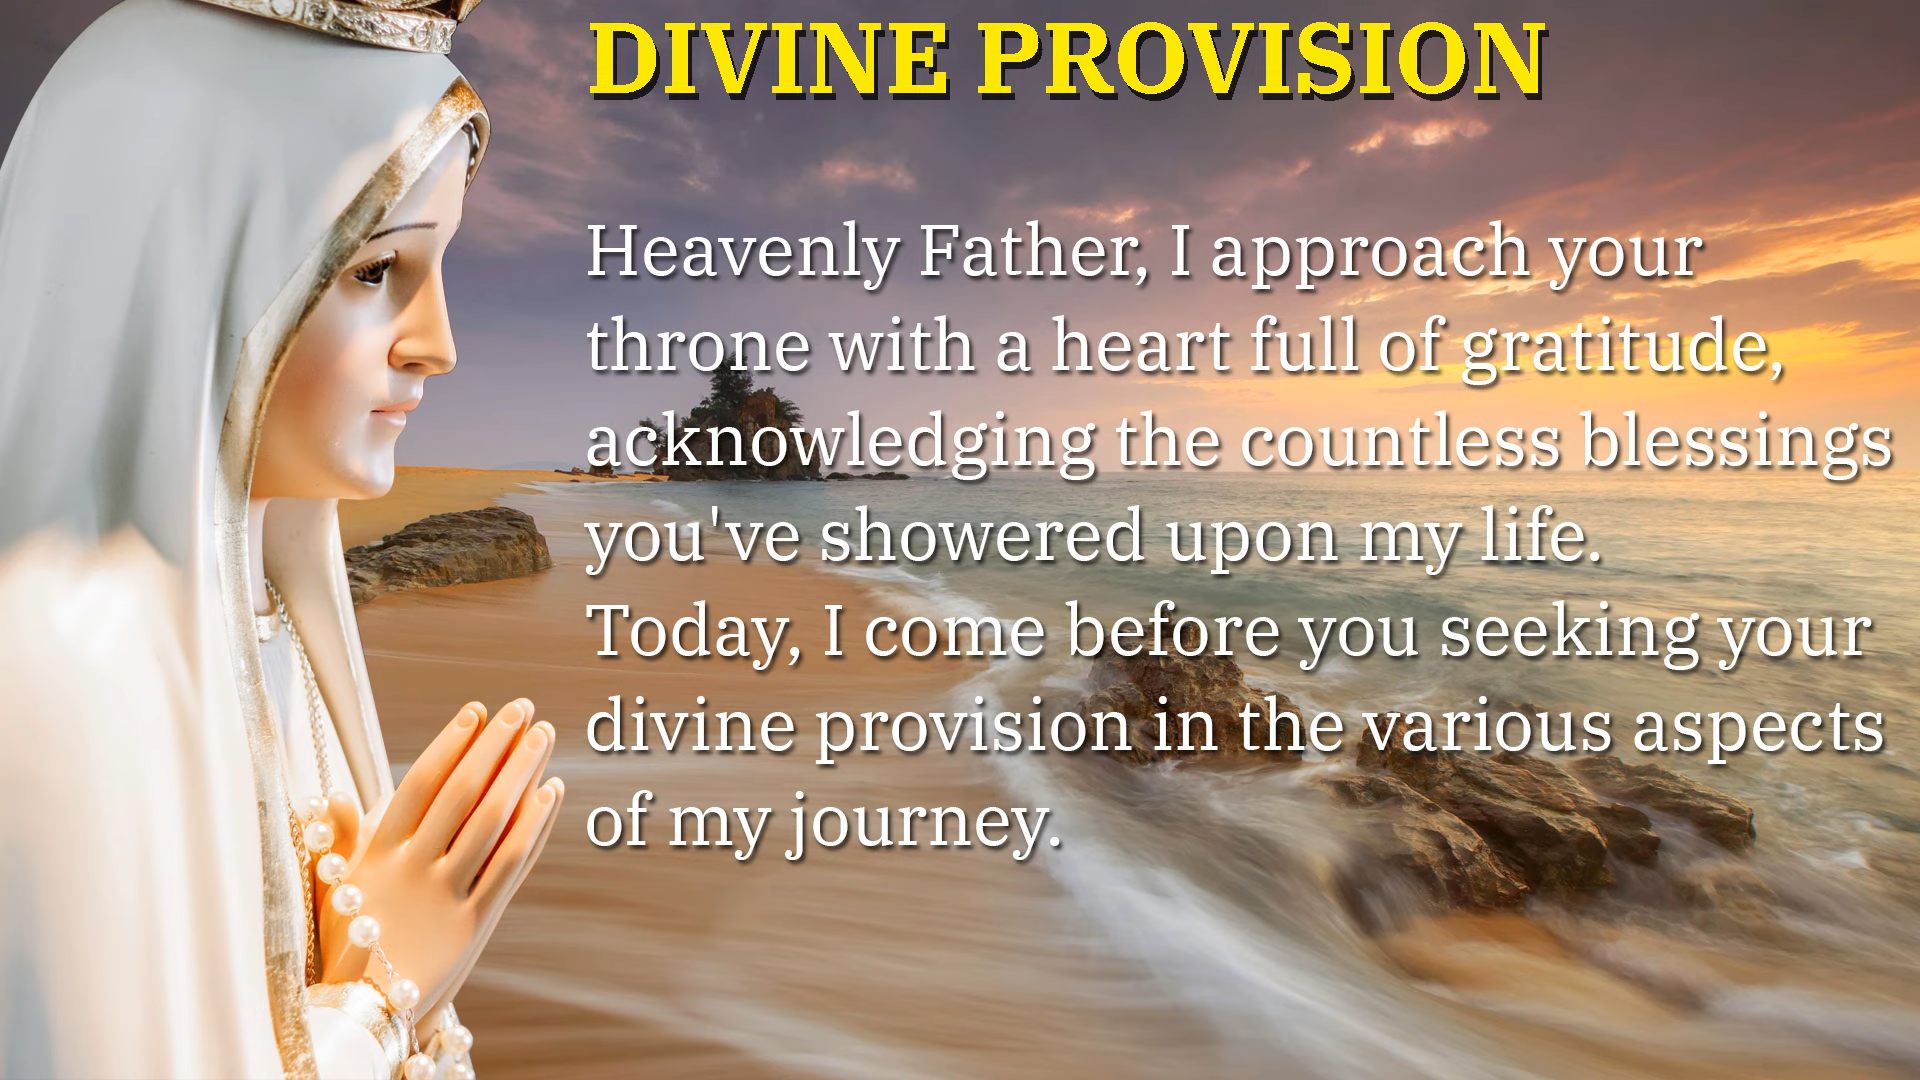 DIVINE PROVISION
Heavenly Father, I approach your
throne with a heart full of gratitude,
acknowledging the countless blessings
you've showered upon my life.
Today, I come before you seeking your
divine provision in the various aspects
of my journey.